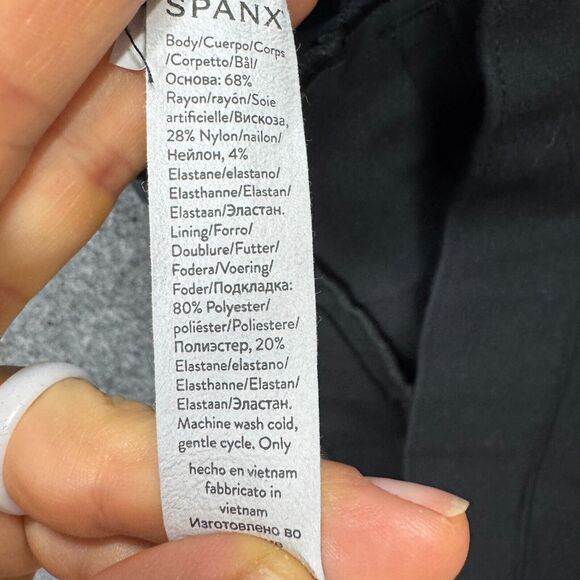 SPANX
Body/Cuerpo/Corps
/Corpetto/Bål/
Основа: 68%
Rayon/rayón/Soie
artificielle/Вискоза,
28% Nylon/nailon/
Нейлон, 4%
Elastane/elastano/
Elasthanne/Elastan/
Elastaan/Эластан.
Lining/Forro/
Doublure/Futter/
Fodera/Voering/
Foder/Подкладка:
80% Polyester/
poliéster/Poliestere/
Полиэстер, 20%
Elastane/elastano/
Elasthanne/Elastan/
Elastaan/Эластан.
Machine wash cold,
gentle cycle. Only
hecho en vietnam
fabbricato in
vietnam
Изготовлено во